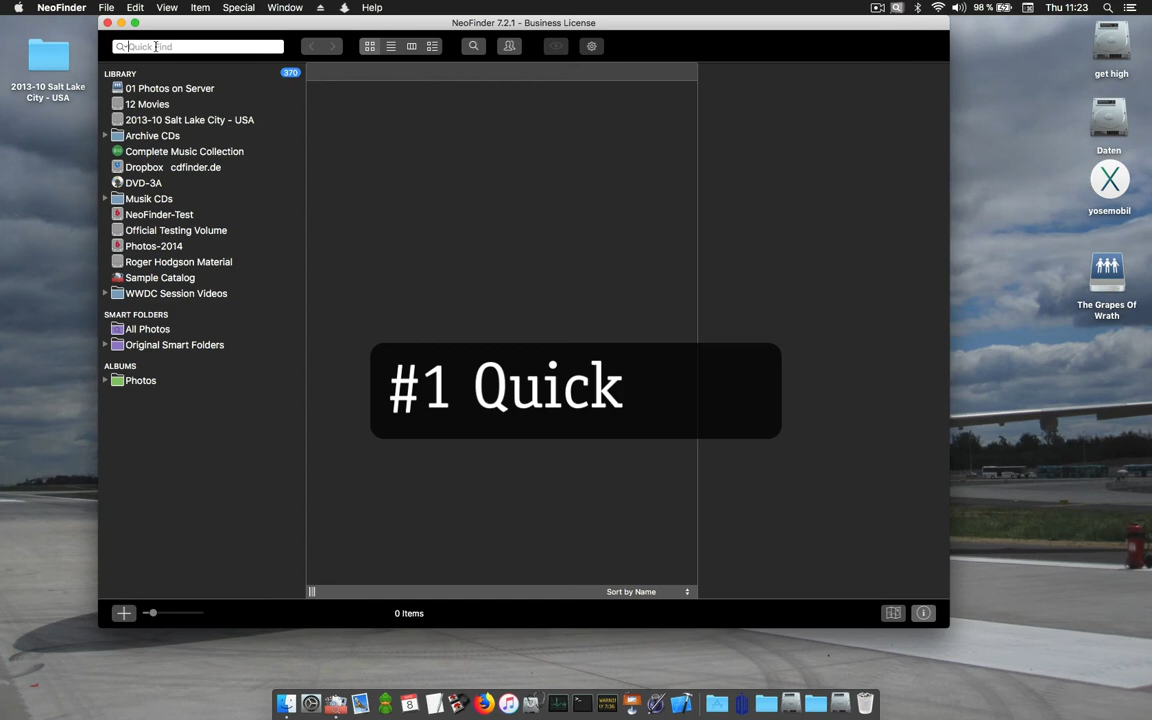 NeoFinder File Edit View Item Special Window Help 98 % Thu 11:23
NeoFinder 7.2.1 - Business License
Quick Find
LIBRARY 370
01 Photos on Server
12 Movies
2013-10 Salt Lake City - USA
Archive CDs
Complete Music Collection
Dropbox cdfinder.de
DVD-3A
Musik CDs
NeoFinder-Test
Official Testing Volume
Photos-2014
Roger Hodgson Material
Sample Catalog
WWDC Session Videos
SMART FOLDERS
All Photos
Original Smart Folders
ALBUMS
Photos
#1 Quick
Sort by Name
0 Items
2013-10 Salt Lake
City - USA
get high
Daten
yosemobil
The Grapes Of
Wrath
8